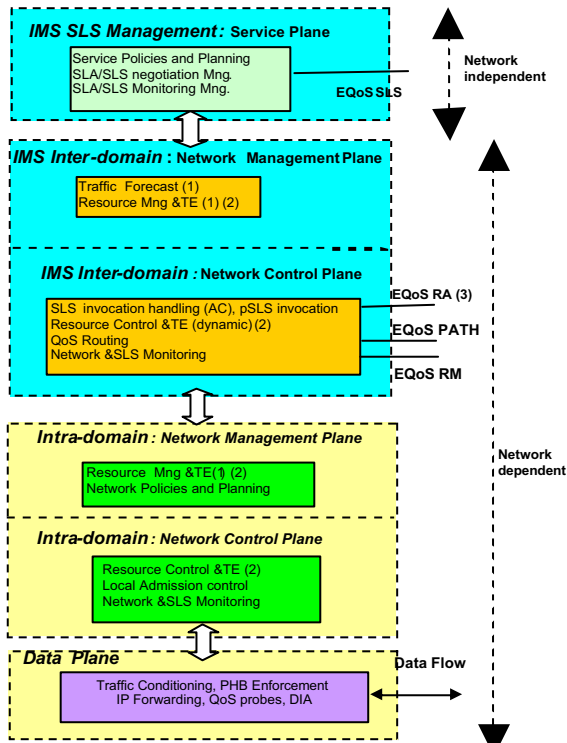 IMS SLS Management : Service Plane
Service Policies and Planning
SLA/SLS negotiation Mng.
SLA/SLS Monitoring Mng.
EQoS SLS
Network
independent
IMS Inter-domain : Network Management Plane
Traffic Forecast (1)
Resource Mng &TE (1) (2)
IMS Inter-domain : Network Control Plane
SLS invocation handling (AC), pSLS invocation
Resource Control &TE (dynamic) (2)
QoS Routing
Network &SLS Monitoring
EQoS RA (3)
EQoS PATH
EQoS RM
Intra-domain : Network Management Plane
Resource Mng &TE(1) (2)
Network Policies and Planning
Network
dependent
Intra-domain : Network Control Plane
Resource Control &TE (2)
Local Admission control
Network &SLS Monitoring
Data Plane
Traffic Conditioning, PHB Enforcement
IP Forwarding, QoS probes, DIA
Data Flow